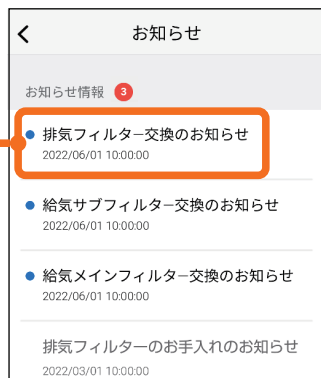 お知らせ
お知らせ情報 3
排気フィルター交換のお知らせ
2022/06/01 10:00:00
給気サブフィルター交換のお知らせ
2022/06/01 10:00:00
給気メインフィルター交換のお知らせ
2022/06/01 10:00:00
排気フィルターのお手入れのお知らせ
2022/03/01 10:00:00